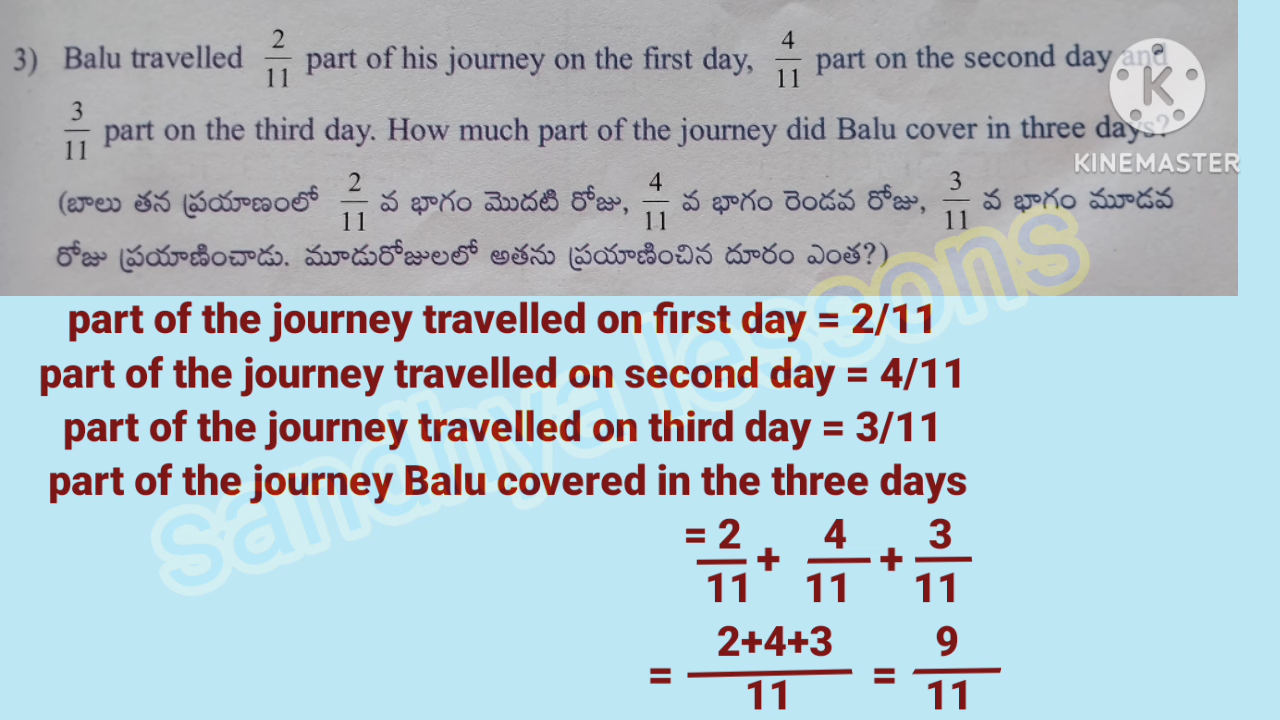 3) Balu travelled 2/11 part of his journey on the first day, 4/11 part on the second day and
3/11 part on the third day. How much part of the journey did Balu cover in three days?
KINEMASTER
(బాలు తన ప్రయాణంలో 2/11 వ భాగం మొదటి రోజు, 4/11 వ భాగం రెండవ రోజు, 3/11 వ భాగం మూడవ
రోజు ప్రయాణించాడు. మూడురోజులలో అతను ప్రయాణించిన దూరం ఎంత?)
part of the journey travelled on first day = 2/11
part of the journey travelled on second day = 4/11
part of the journey travelled on third day = 3/11
part of the journey Balu covered in the three days
= 2/11 + 4/11 + 3/11
= 2+4+3/11 = 9/11
sandhya lessons